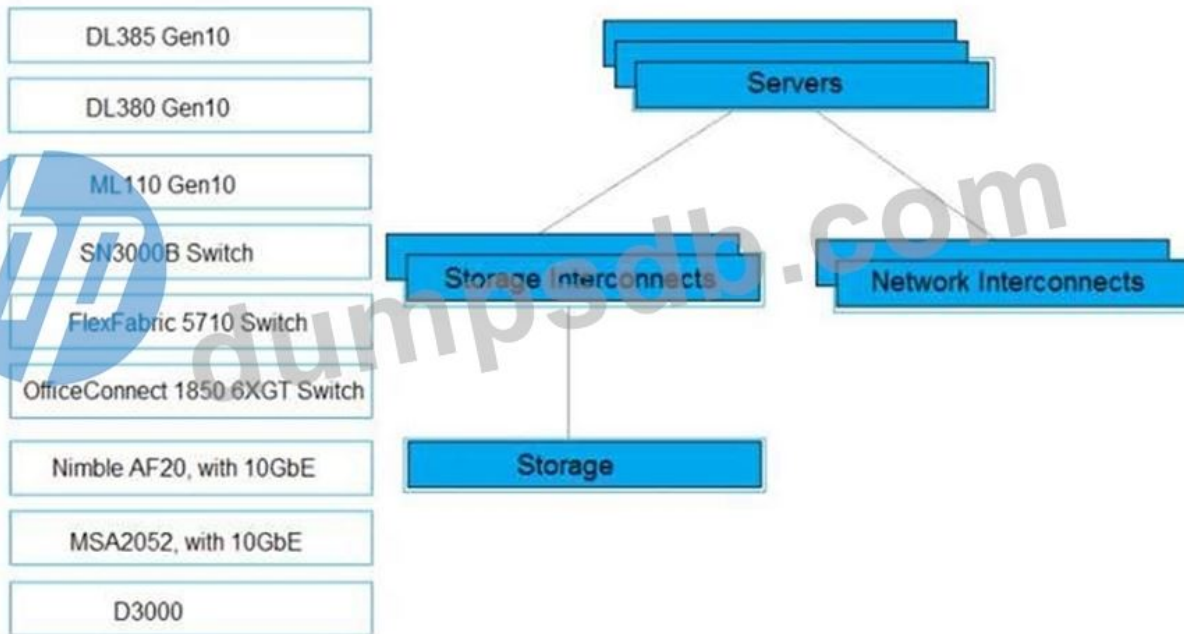 DL385 Gen10
DL380 Gen10
ML110 Gen10
SN3000B Switch
FlexFabric 5710 Switch
OfficeConnect 1850 6XGT Switch
Nimble AF20, with 10GbE
MSA2052, with 10GbE
D3000
Servers
Storage Interconnects
Network Interconnects
Storage
hp
dumpsdb.com